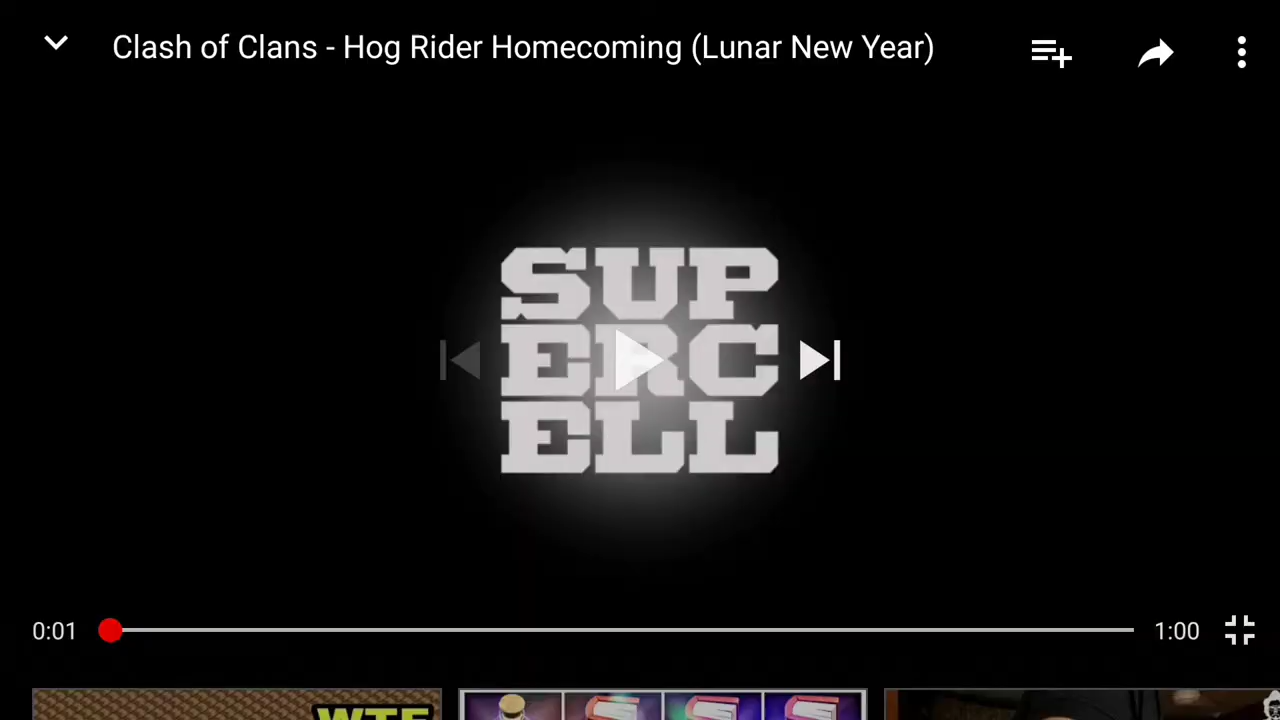 Clash of Clans - Hog Rider Homecoming (Lunar New Year)
SUP
ERC
ELL
0:01
1:00
WTF